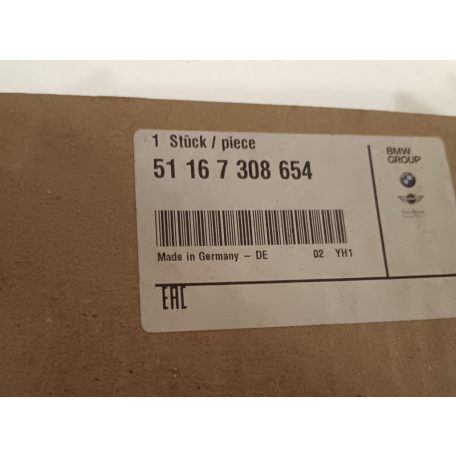 1 Stück / piece
51 16 7 308 654
Made in Germany - DE 02 YH1
EAC
BMW
GROUP